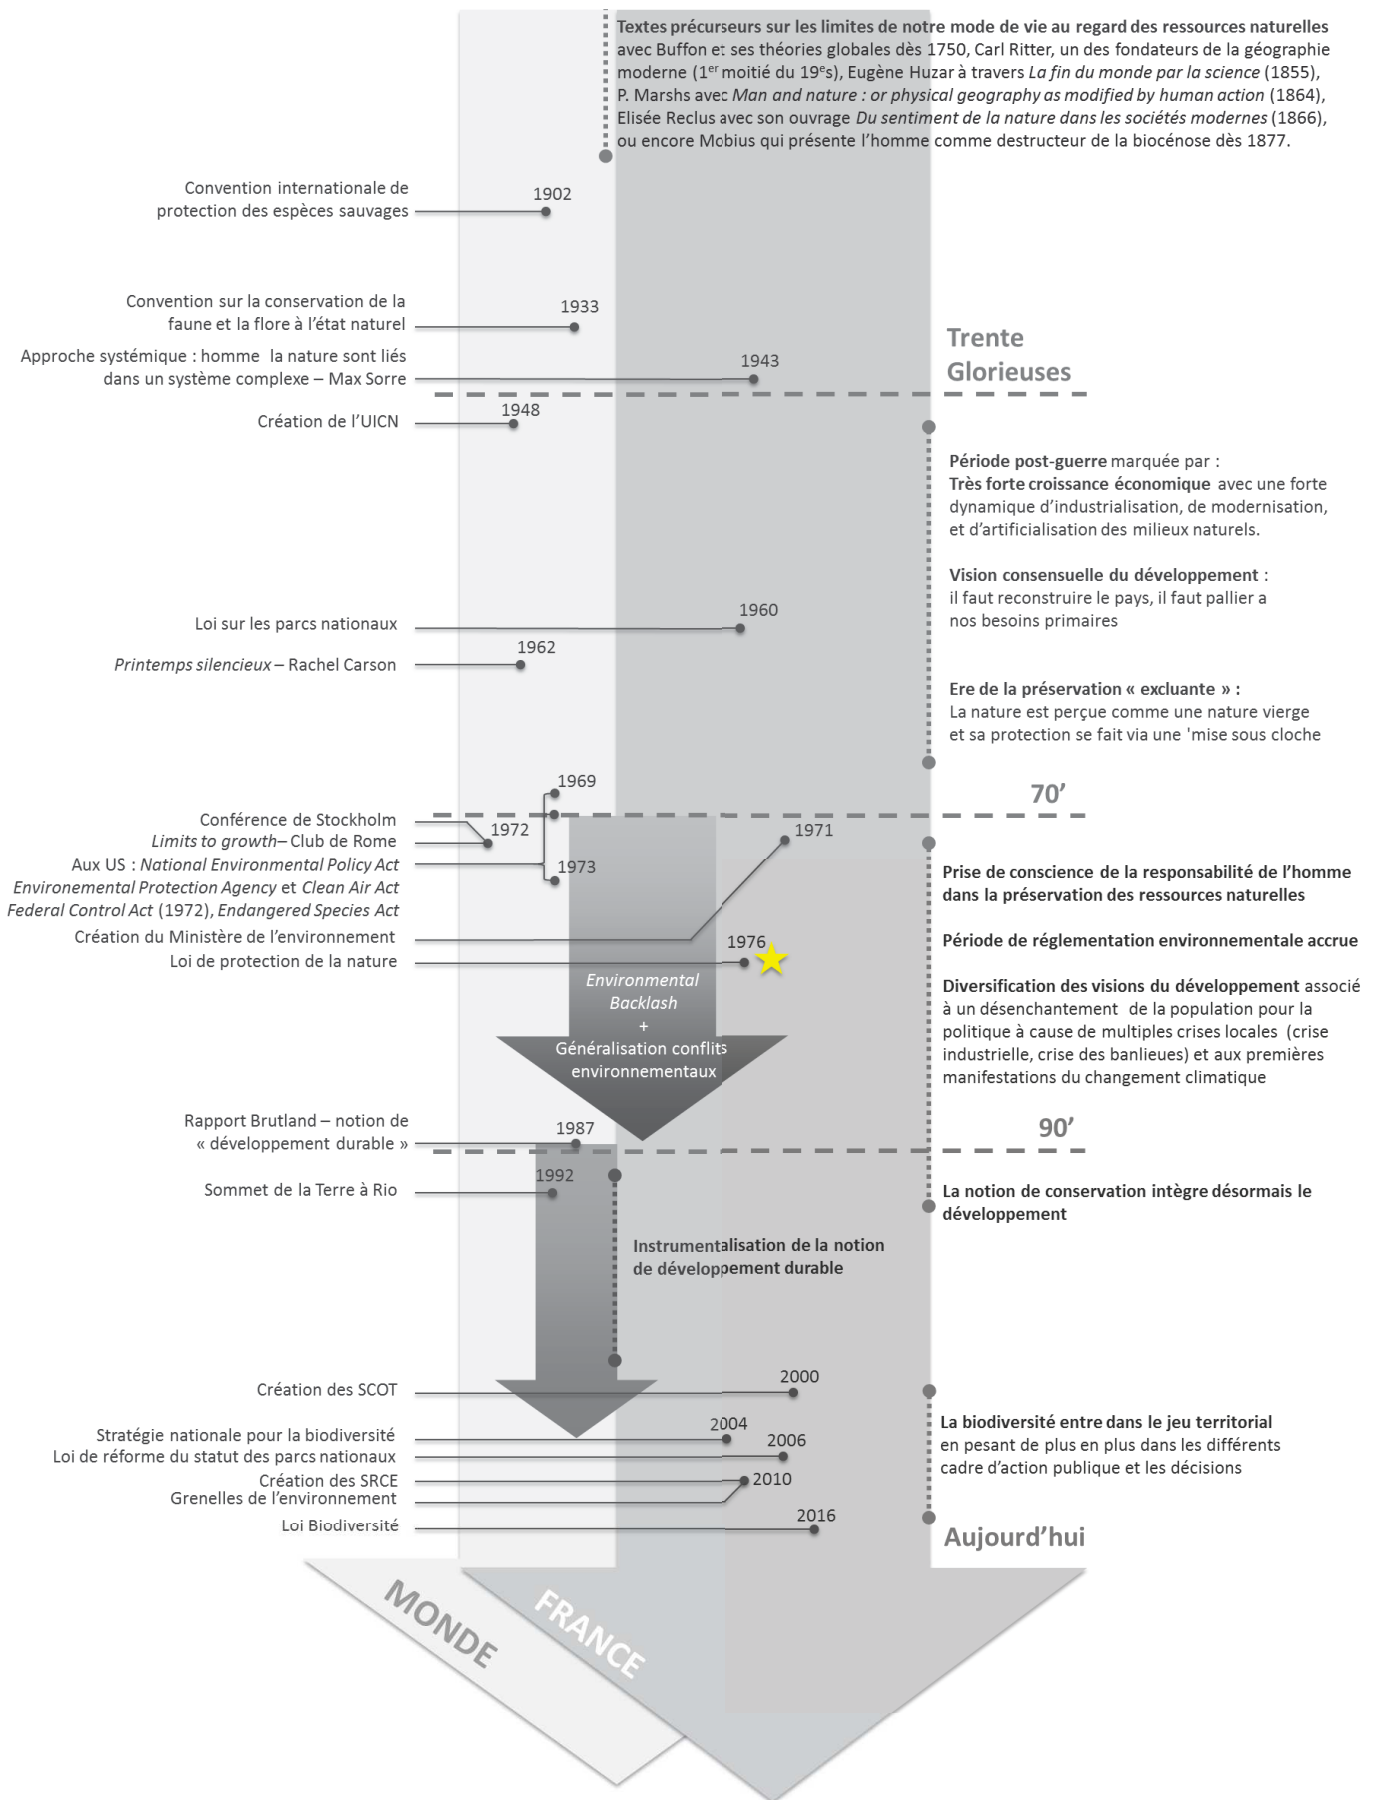 Textes précurseurs sur les limites de notre mode de vie au regard des ressources naturelles
avec Buffon et ses théories globales dès 1750, Carl Ritter, un des fondateurs de la géographie
moderne (1er moitié du 19es), Eugène Huzar à travers La fin du monde par la science (1855),
P. Marshs avec Man and nature : or physical geography as modified by human action (1864),
Elisée Reclus avec son ouvrage Du sentiment de la nature dans les sociétés modernes (1866),
ou encore Mobius qui présente l'homme comme destructeur de la biocénose dès 1877.
Convention internationale de
protection des espèces sauvages
1902
Convention sur la conservation de la
faune et la flore à l'état naturel
1933
Trente
Glorieuses
Approche systémique : homme la nature sont liés
dans un système complexe – Max Sorre
1943
Création de l'UICN
1948
Période post-guerre marquée par :
Très forte croissance économique avec une forte
dynamique d'industrialisation, de modernisation,
et d'artificialisation des milieux naturels.
Vision consensuelle du développement :
il faut reconstruire le pays, il faut pallier a
nos besoins primaires
Loi sur les parcs nationaux
1960
Printemps silencieux – Rachel Carson
1962
Ere de la préservation « excluante » :
La nature est perçue comme une nature vierge
et sa protection se fait via une 'mise sous cloche
70'
1969
Conférence de Stockholm
Limits to growth– Club de Rome
1972
Aux US : National Environmental Policy Act
Environemental Protection Agency et Clean Air Act
Federal Control Act (1972), Endangered Species Act
1973
Création du Ministère de l'environnement
1971
Loi de protection de la nature
1976
Environmental
Backlash
+
Généralisation conflits
environnementaux
Prise de conscience de la responsabilité de l'homme
dans la préservation des ressources naturelles
Période de réglementation environnementale accrue
Diversification des visions du développement associé
à un désenchantement de la population pour la
politique à cause de multiples crises locales (crise
industrielle, crise des banlieues) et aux premières
manifestations du changement climatique
Rapport Brutland – notion de
« développement durable »
1987
90'
Sommet de la Terre à Rio
1992
La notion de conservation intègre désormais le
développement
Instrumentalisation de la notion
de développement durable
Création des SCOT
2000
Stratégie nationale pour la biodiversité
2004
Loi de réforme du statut des parcs nationaux
2006
Création des SRCE
Grenelles de l'environnement
2010
Loi Biodiversité
2016
La biodiversité entre dans le jeu territorial
en pesant de plus en plus dans les différents
cadre d'action publique et les décisions
Aujourd'hui
MONDE
FRANCE